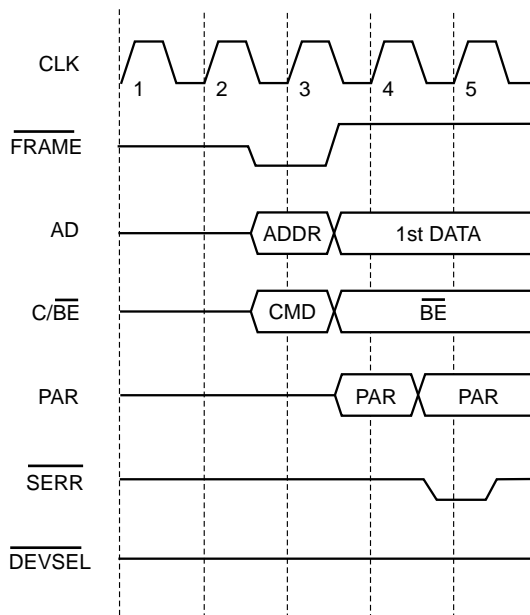 CLK
1 2 3 4 5
FRAME
AD
ADDR 1st DATA
C/BE
CMD BE
PAR
PAR PAR
SERR
DEVSEL